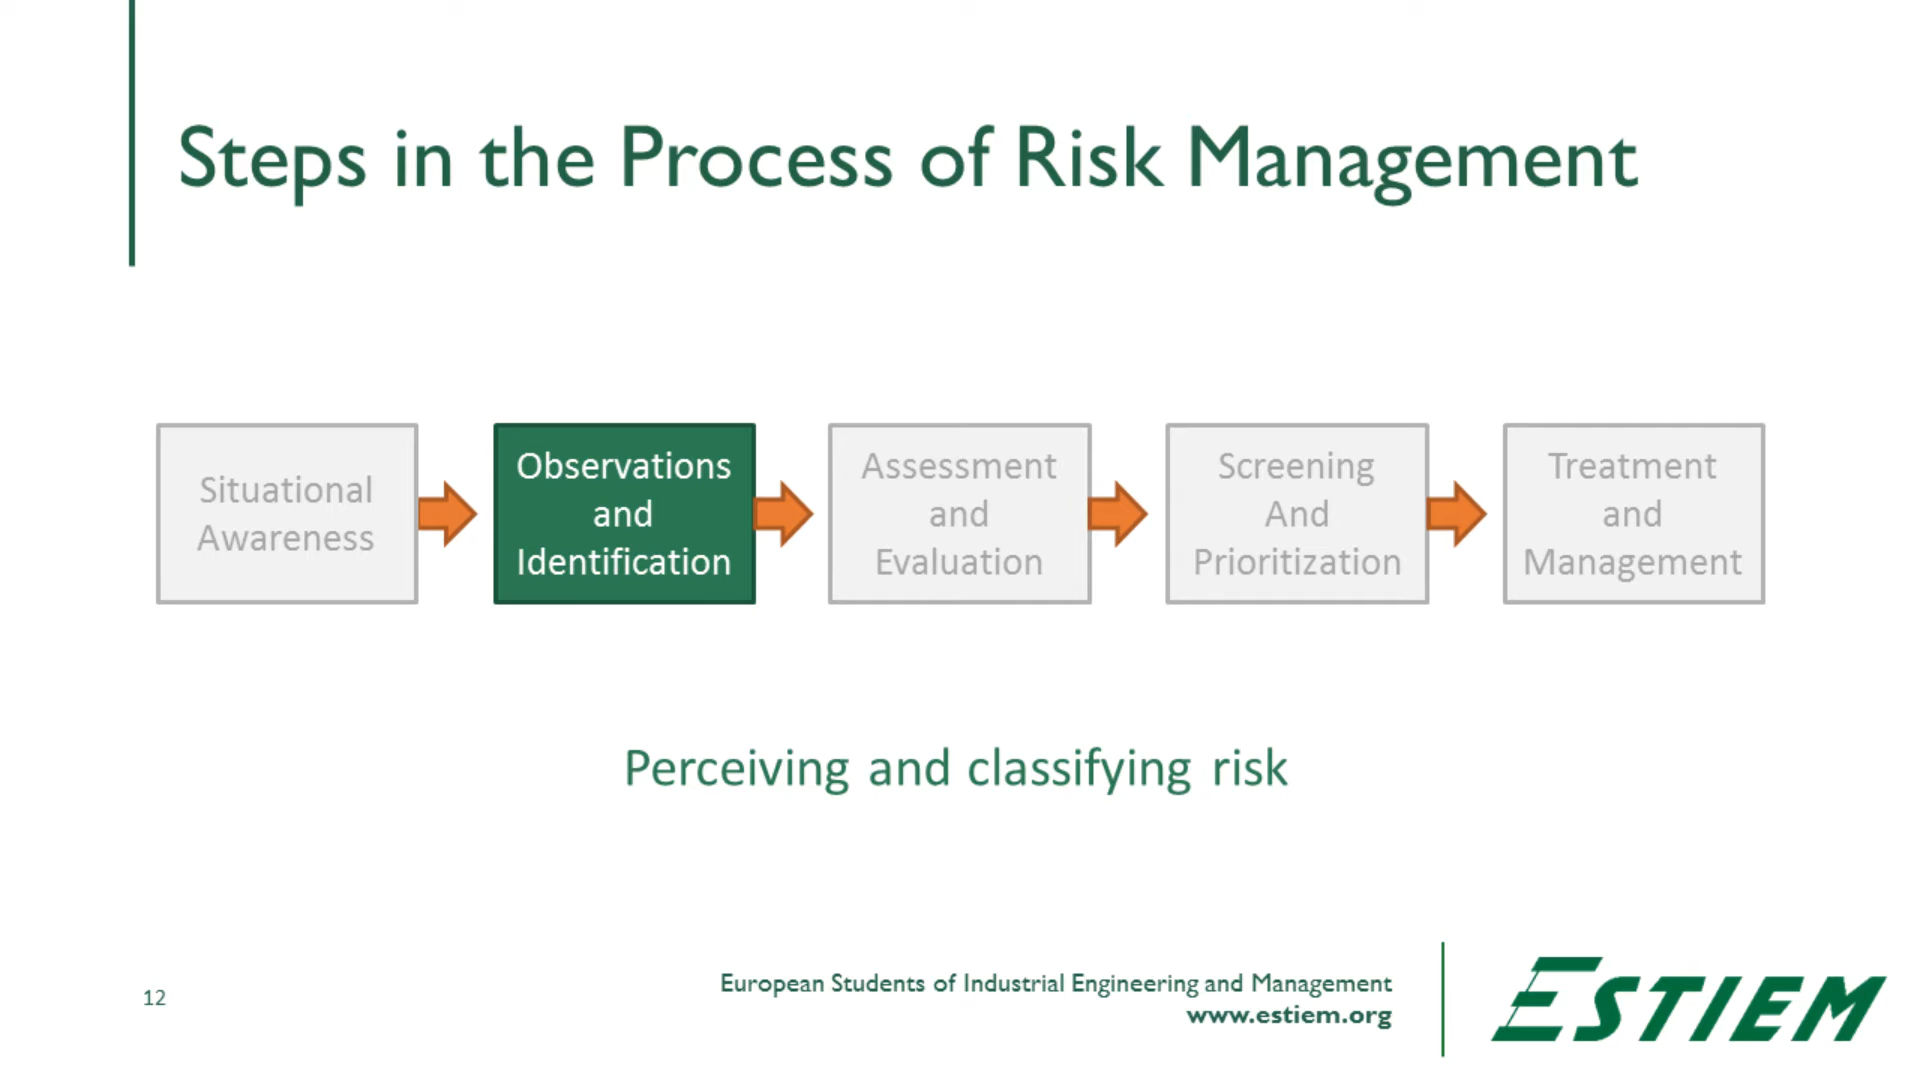 Steps in the Process of Risk Management
Situational
Awareness
Observations
and
Identification
Assessment
and
Evaluation
Screening
And
Prioritization
Treatment
and
Management
Perceiving and classifying risk
12
European Students of Industrial Engineering and Management
www.estiem.org
ESTIEM